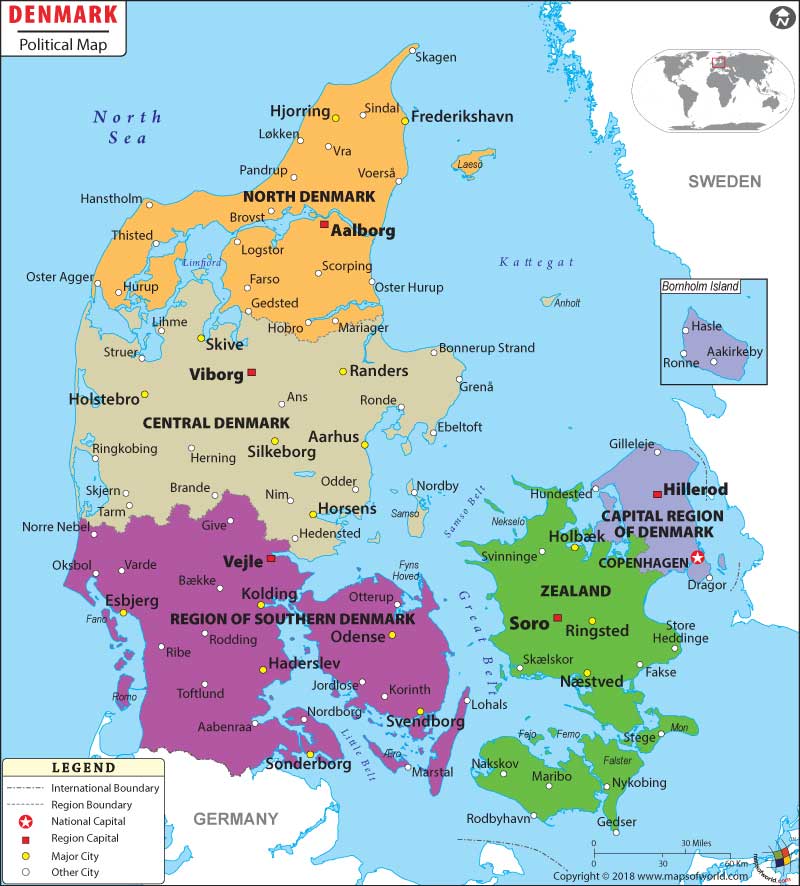 DENMARK
Political Map
N
North
Sea
Skagen
Hjorring
Sindal
Frederikshavn
Løkken
Vra
Pandrup
Voerså
Laeso
SWEDEN
Hanstholm
NORTH DENMARK
Brovst
Aalborg
Thisted
Logstor
Limfjord
Scorping
Kattegat
Oster Agger
Hurup
Farso
Oster Hurup
Gedsted
Anholt
Bornholm Island
Hasle
Ronne
Aakirkeby
Lihme
Hobro
Mariager
Struer
Skive
Bonnerup Strand
Viborg
Randers
Grenå
Holstebro
Ans
Ronde
CENTRAL DENMARK
Ebeltoft
Aarhus
Ringkobing
Herning
Silkeborg
Gilleleje
Odder
Nordby
Skjern
Brande
Nim
Hundested
Hillerod
Tarm
Horsens
Samso
Samso Belt
Nekselo
CAPITAL REGION
OF DENMARK
Norre Nebel
Give
Hedensted
Holbæk
Svinninge
COPENHAGEN
Oksbol
Varde
Vejle
Fyns
Hoved
Dragor
Bække
Kolding
Otterup
ZEALAND
Esbjerg
Fano
REGION OF SOUTHERN DENMARK
Great Belt
Soro
Ringsted
Store
Heddinge
Rodding
Odense
Ribe
Haderslev
Skælskor
Fakse
Romo
Toftlund
Jordlose
Korinth
Næstved
Nordborg
Svendborg
Lohals
Aabenraa
Little Belt
Fejo
Femo
Stege
Mon
Sonderborg
Æro
Marstal
Nakskov
Maribo
Falster
Nykobing
Rodbyhavn
Gedser
GERMANY
LEGEND
International Boundary
Region Boundary
National Capital
Region Capital
Major City
Other City
0 30 Miles
0 30 60 Km
Copyright © 2018 www.mapsofworld.com
mapsofworld.com